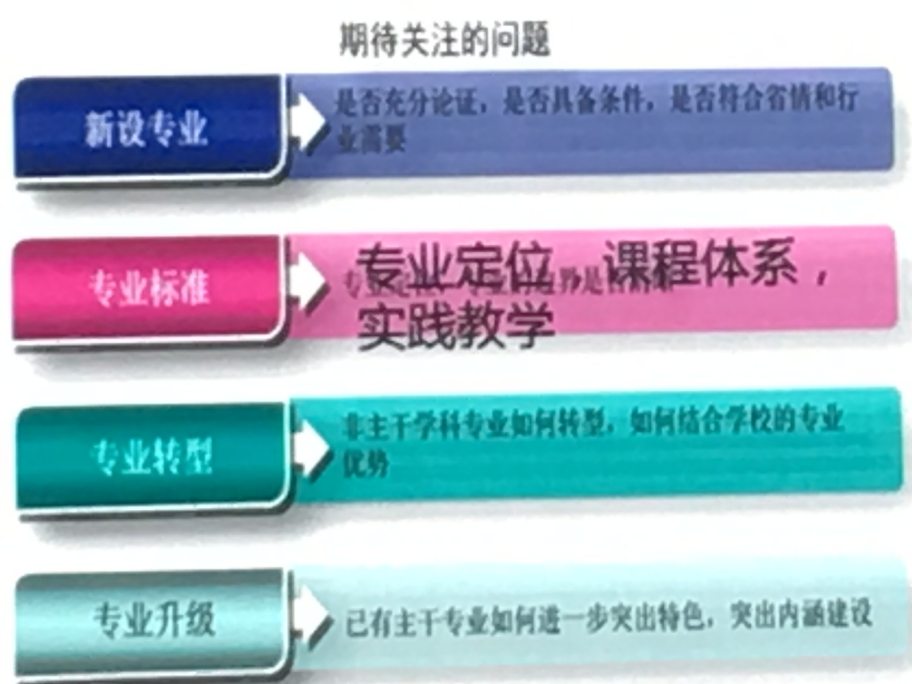 期待关注的问题
新设专业
是否充分论证，是否具备条件，是否符合省情和行
业需要
专业标准
专业定位，课程体系，
实践教学
专业转型
非主干学科专业如何转型，如何结合学校的专业
优势
专业升级
已有主干专业如何进一步突出特色，突出内涵建设